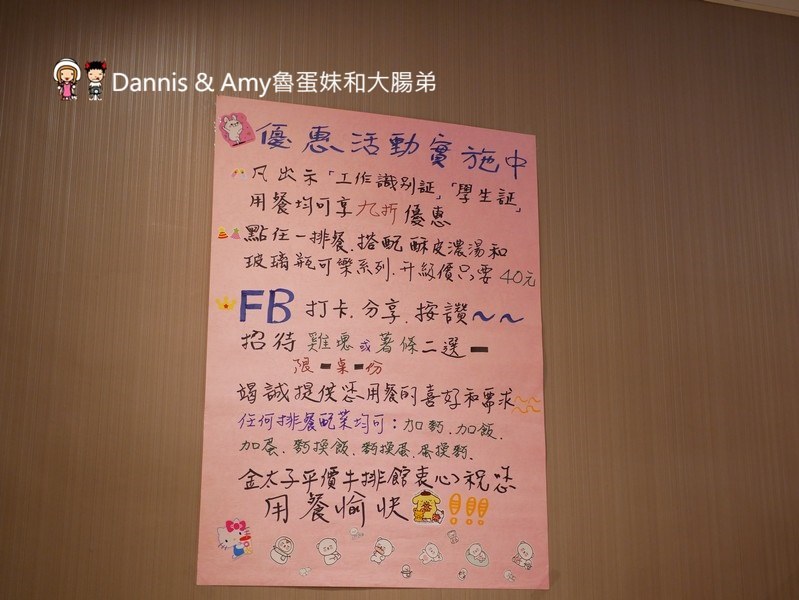 Dannis & Amy魯蛋妹和大腸弟
優惠活動實施中
凡出示「工作識別証」「學生証」
用餐均可享九折優惠
點任一排餐.搭配酥皮濃湯和
玻璃瓶可樂系列.升級價只要40元
FB打卡.分享.按讚~~
招待雞塊或薯條二選一
限一桌一份
竭誠提供您用餐的喜好和需求~~
任何排餐配菜均可:加麵.加飯.
加蛋.麵換飯.麵換蛋.蛋換麵.
金太子平價牛排館衷心祝您
用餐愉快!!!